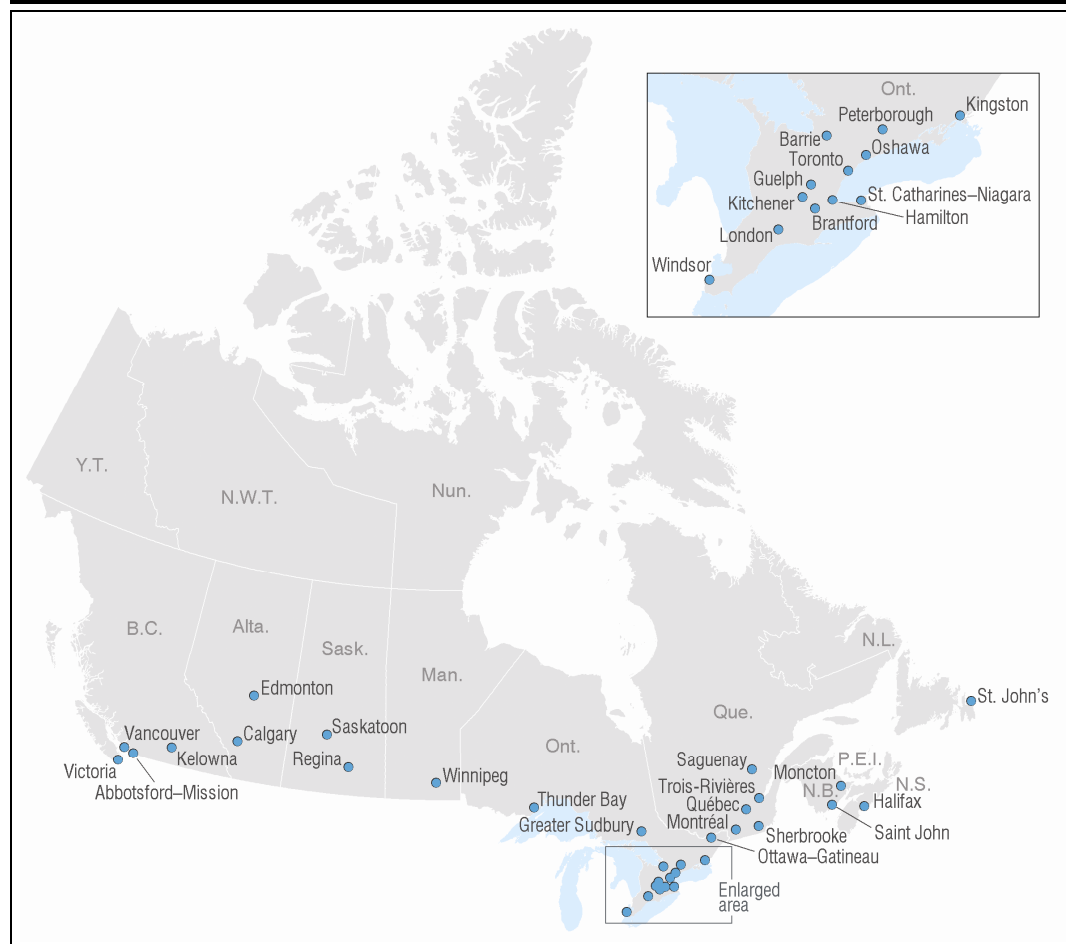 Ont.
Kingston
Peterborough
Barrie
Oshawa
Toronto
Guelph
St. Catharines–Niagara
Kitchener
Hamilton
Brantford
London
Windsor
Y.T.
N.W.T.
Nun.
B.C.
Alta.
Sask.
Man.
N.L.
Edmonton
St. John's
Que.
Vancouver
Calgary
Saskatoon
Ont.
Kelowna
Regina
Saguenay
P.E.I.
Victoria
Moncton
Winnipeg
N.S.
Abbotsford–Mission
Trois-Rivières
N.B.
Thunder Bay
Québec
Halifax
Greater Sudbury
Montréal
Sherbrooke
Saint John
Ottawa–Gatineau
Enlarged
area